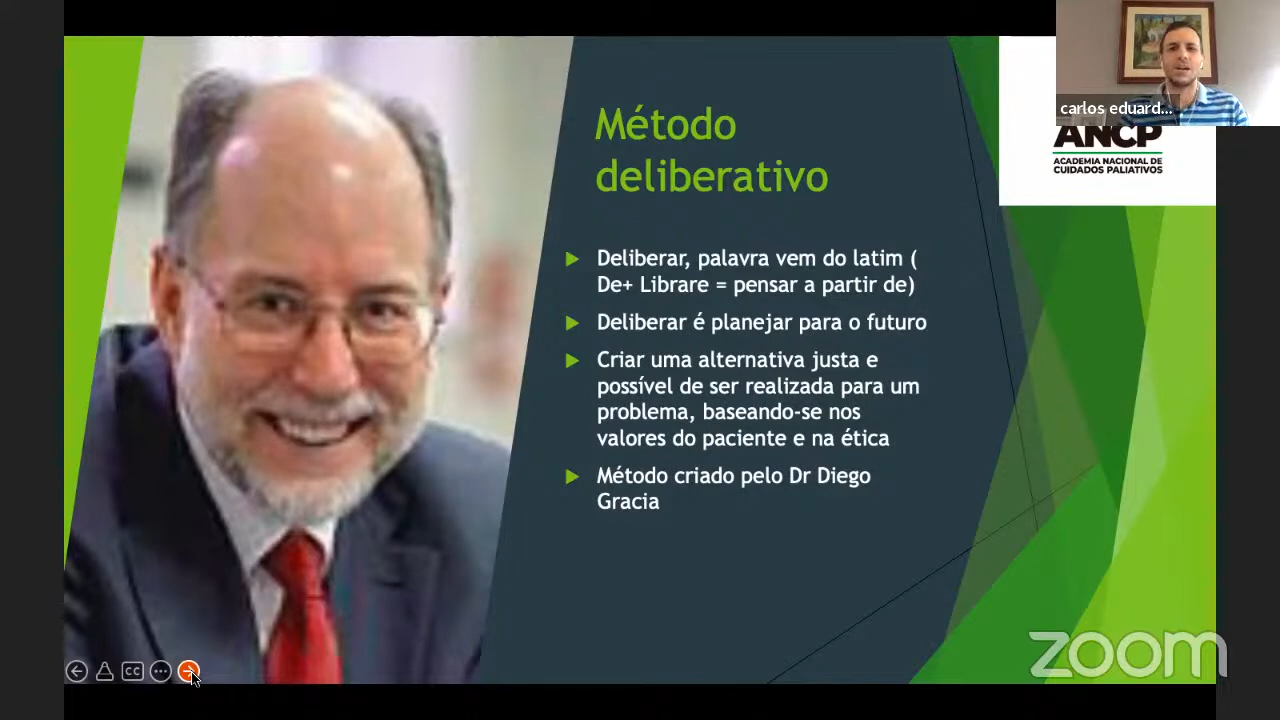 carlos eduard...
ANCP
ACADEMIA NACIONAL DE
CUIDADOS PALIATIVOS
Método
deliberativo
Deliberar, palavra vem do latim (
De+ Librare = pensar a partir de)
Deliberar é planejar para o futuro
Criar uma alternativa justa e
possível de ser realizada para um
problema, baseando-se nos
valores do paciente e na ética
Método criado pelo Dr Diego
Gracia
CC
zoom